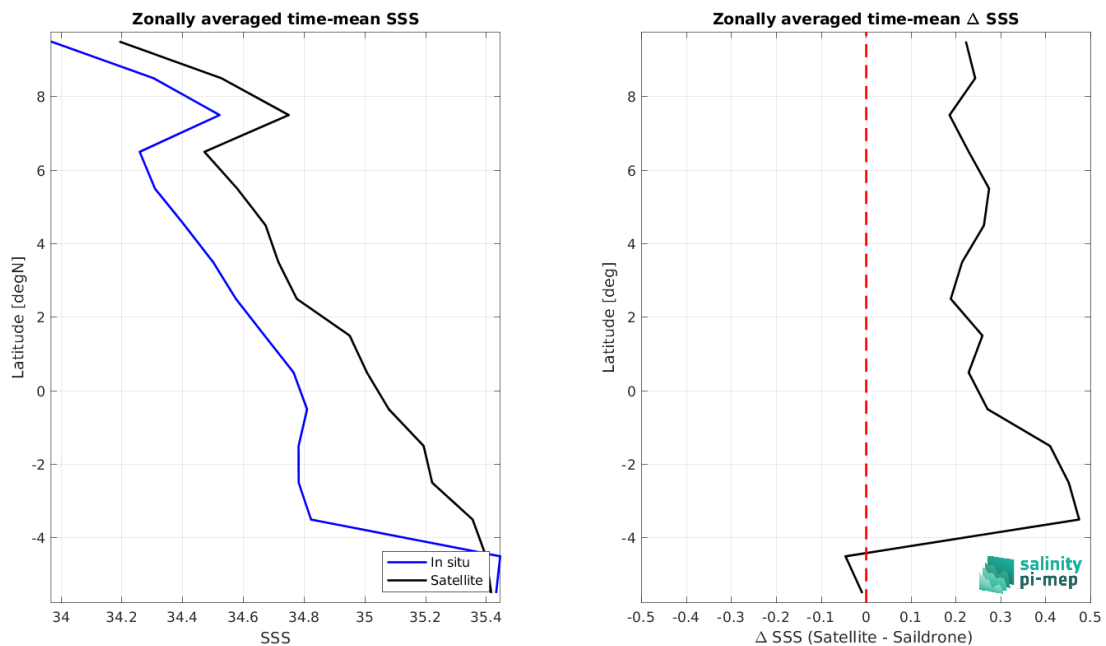 Zonally averaged time-mean SSS
8
6
4
2
0
-2
-4
Latitude [degN]
34 34.2 34.4 34.6 34.8 35 35.2 35.4
SSS
In situ
Satellite
Zonally averaged time-mean Δ SSS
8
6
4
2
0
-2
-4
Latitude [deg]
-0.5 -0.4 -0.3 -0.2 -0.1 0 0.1 0.2 0.3 0.4 0.5
Δ SSS (Satellite - Saildrone)
salinity
pi-mep